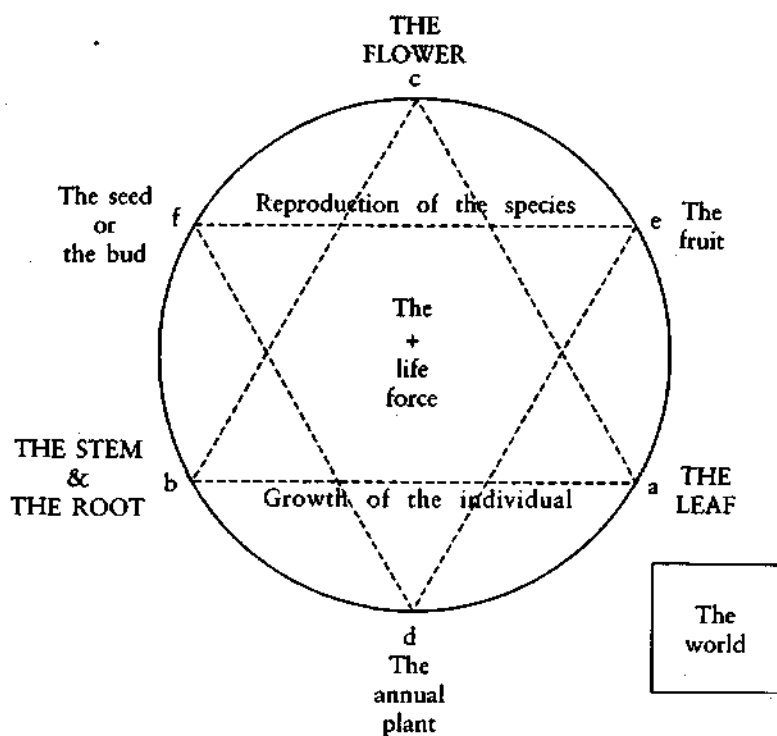 THE
FLOWER
c
The seed
or
the bud
f
Reproduction of the species
e
The
fruit
The
+
life
force
THE STEM
&
THE ROOT
b
Growth of the individual
a
THE
LEAF
d
The
annual
plant
The
world